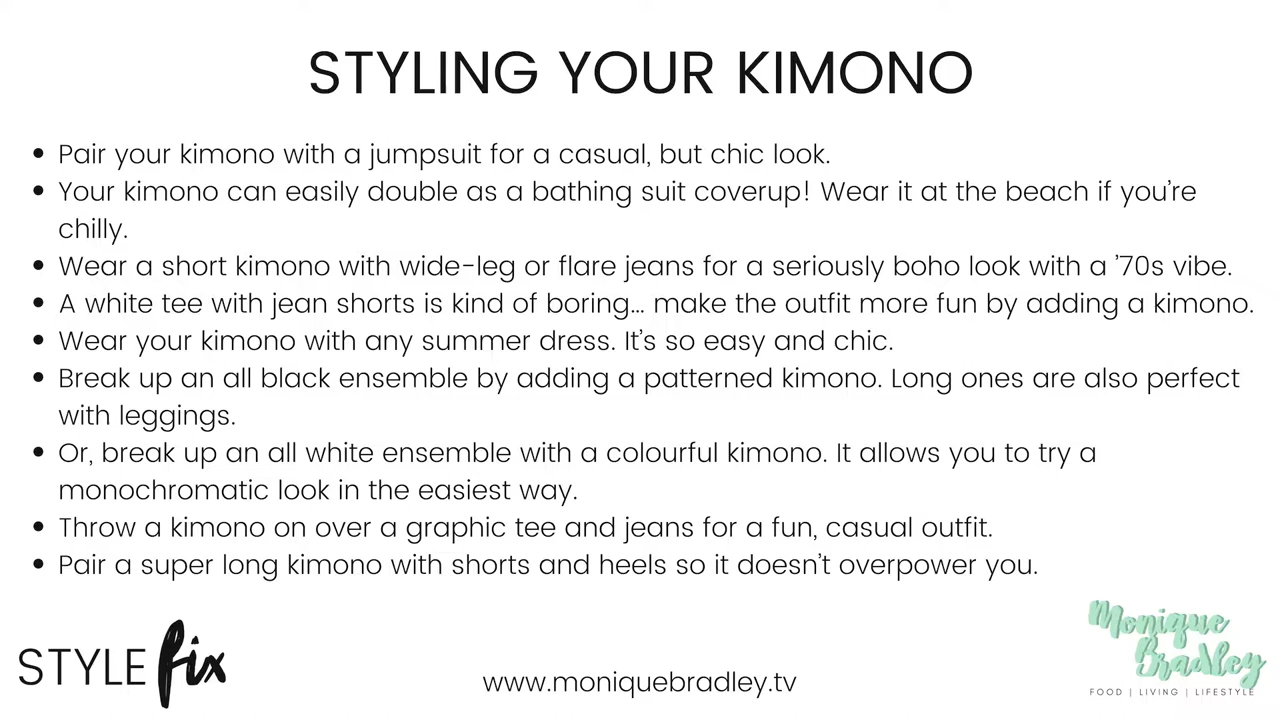 STYLING YOUR KIMONO
• Pair your kimono with a jumpsuit for a casual, but chic look.
• Your kimono can easily double as a bathing suit coverup! Wear it at the beach if you’re
chilly.
• Wear a short kimono with wide-leg or flare jeans for a seriously boho look with a ’70s vibe.
• A white tee with jean shorts is kind of boring... make the outfit more fun by adding a kimono.
• Wear your kimono with any summer dress. It’s so easy and chic.
• Break up an all black ensemble by adding a patterned kimono. Long ones are also perfect
with leggings.
• Or, break up an all white ensemble with a colourful kimono. It allows you to try a
monochromatic look in the easiest way.
• Throw a kimono on over a graphic tee and jeans for a fun, casual outfit.
• Pair a super long kimono with shorts and heels so it doesn’t overpower you.
STYLE fix
www.moniquebradley.tv
Monique
Bradley
FOOD | LIVING | LIFESTYLE